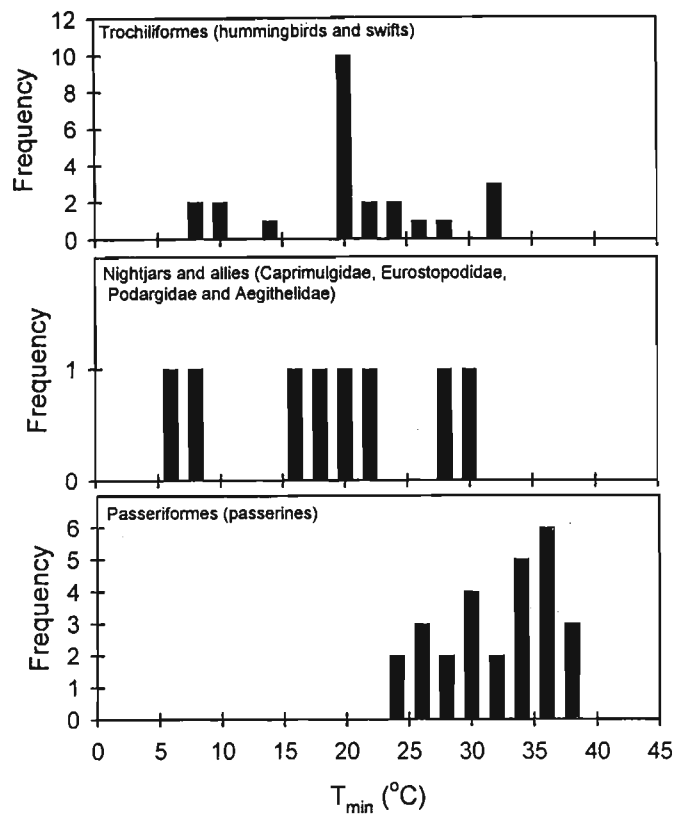 12
Trochiliformes (hummingbirds and swifts)
10
8
6
4
2
0
Frequency
Nightjars and allies (Caprimulgidae, Eurostopodidae,
Podargidae and Aegithelidae)
1
0
Frequency
Passeriformes (passerines)
6
5
4
3
2
1
0
Frequency
0 5 10 15 20 25 30 35 40 45
Tmin (°C)